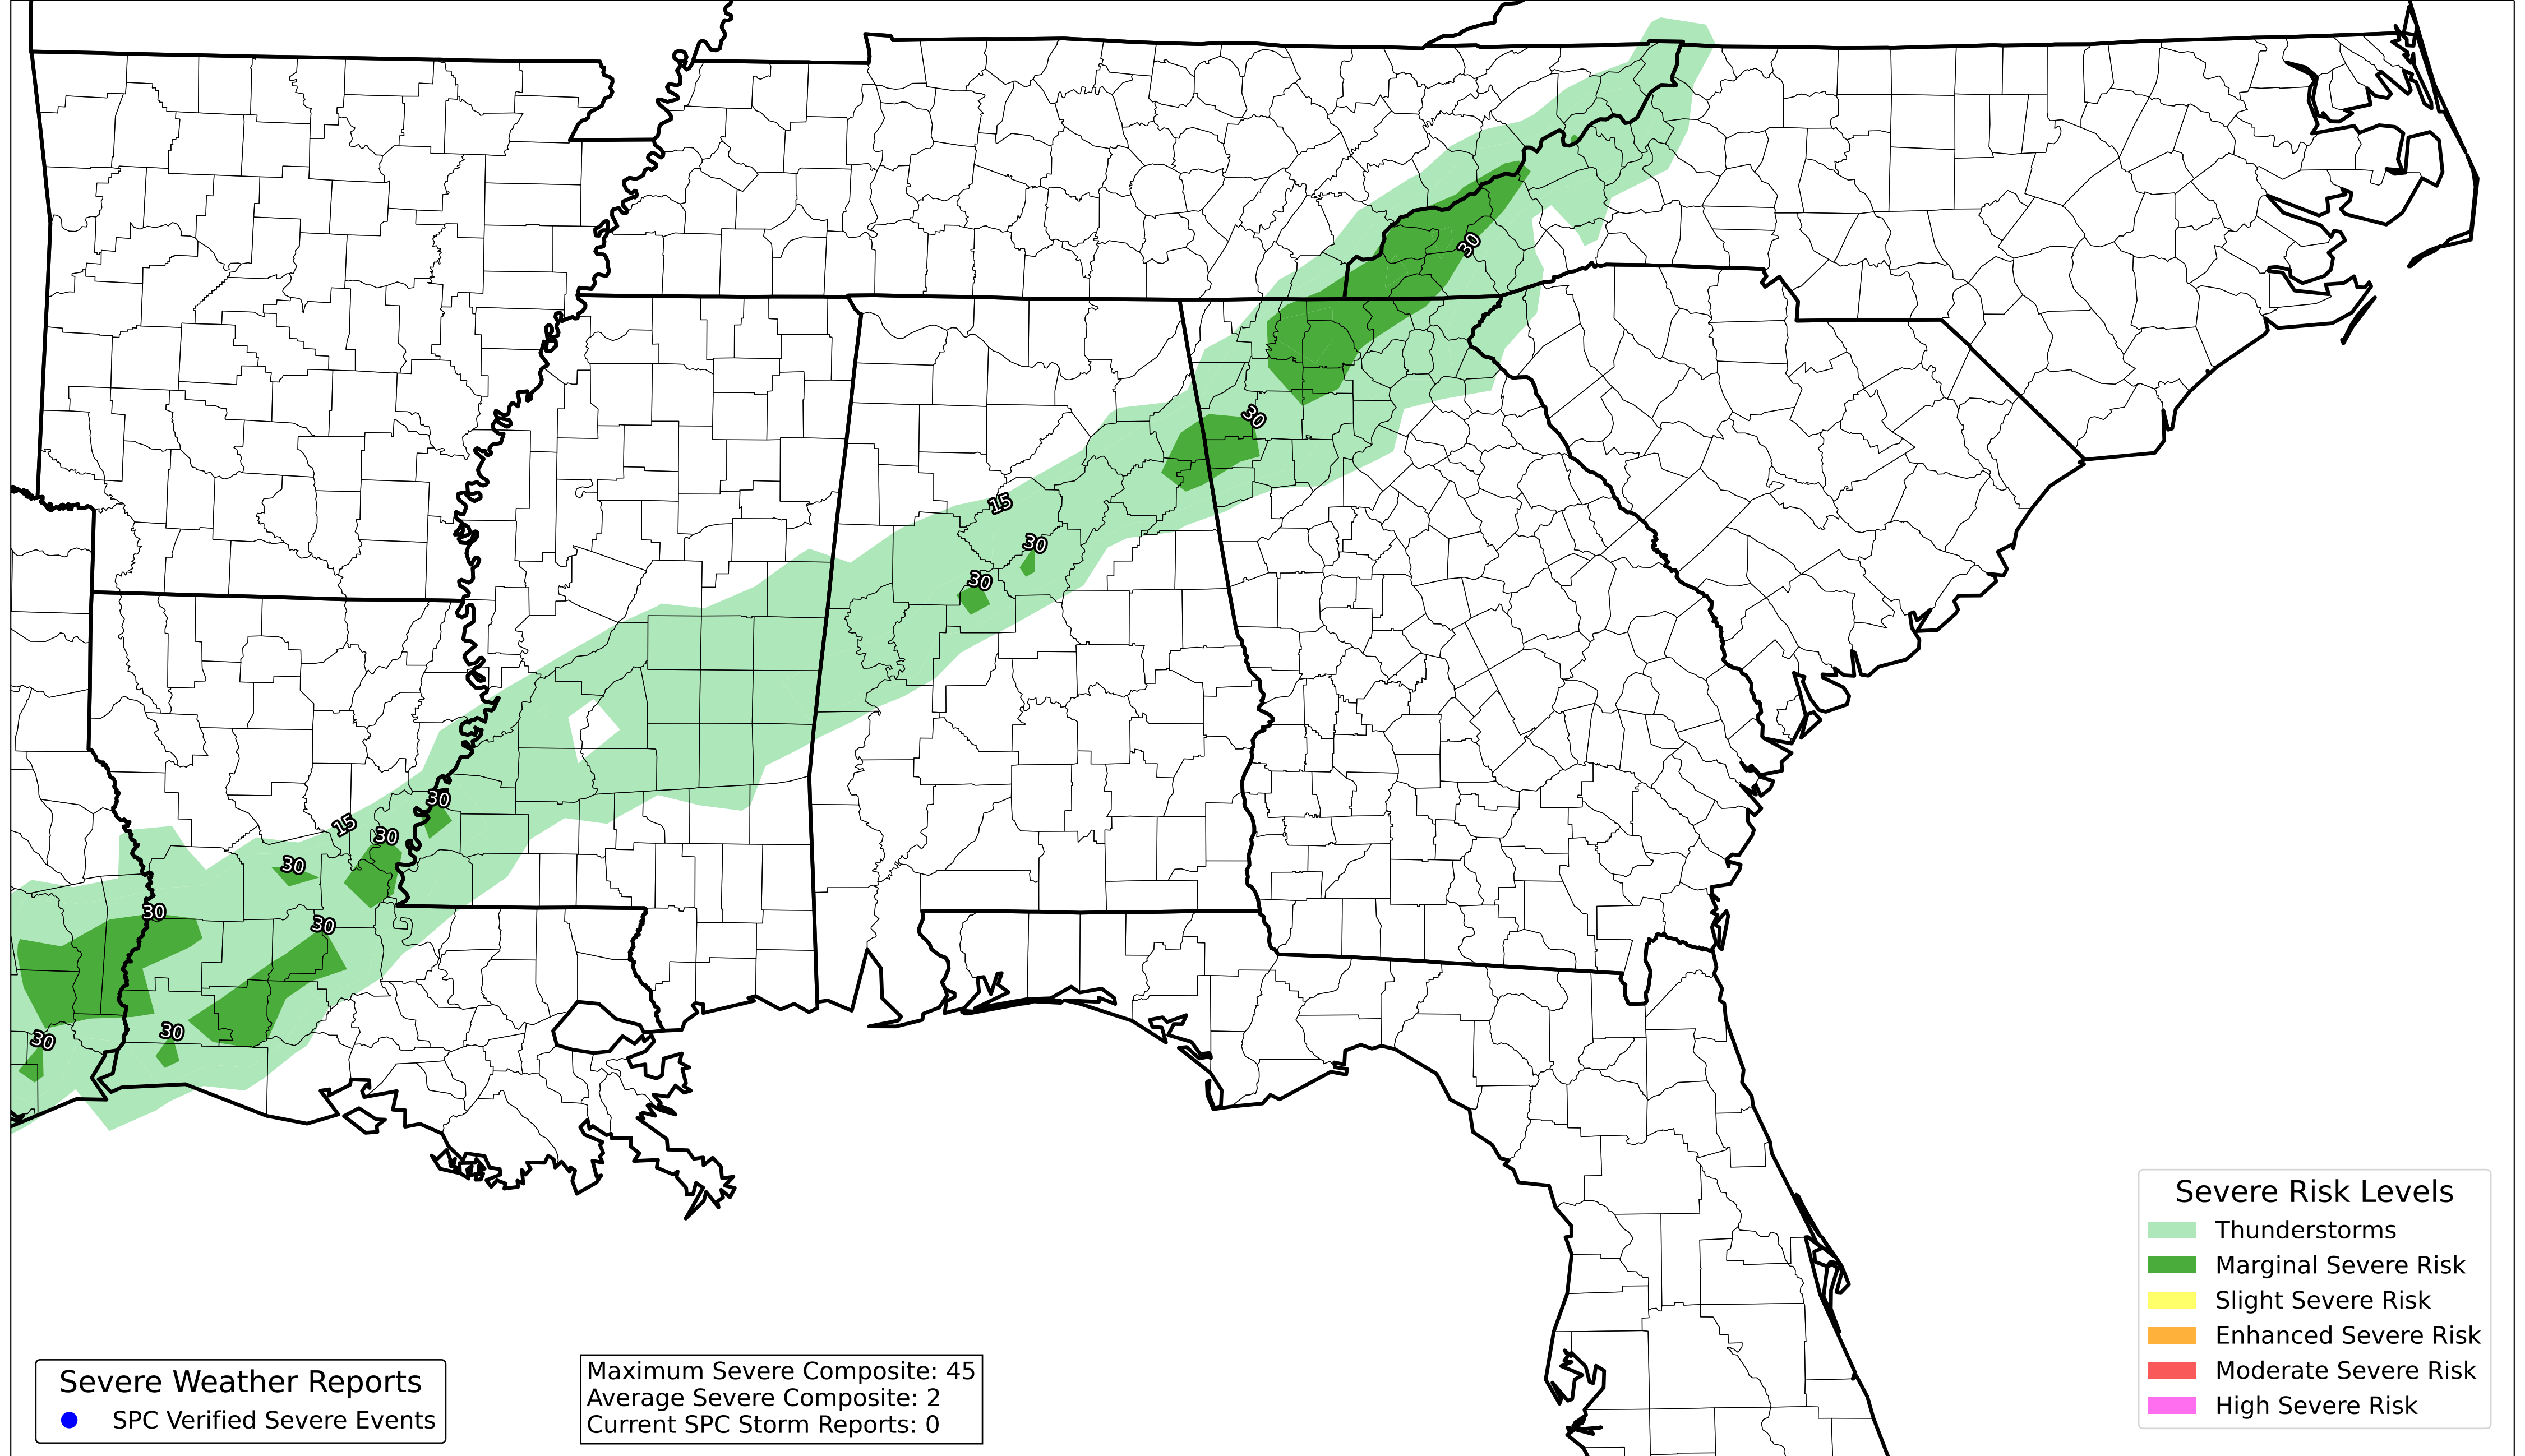 30
30
15
30
30
30
15
30
30
30
30
30
30
Severe Risk Levels
Thunderstorms
Marginal Severe Risk
Slight Severe Risk
Enhanced Severe Risk
Moderate Severe Risk
High Severe Risk
Severe Weather Reports
SPC Verified Severe Events
Maximum Severe Composite: 45
Average Severe Composite: 2
Current SPC Storm Reports: 0